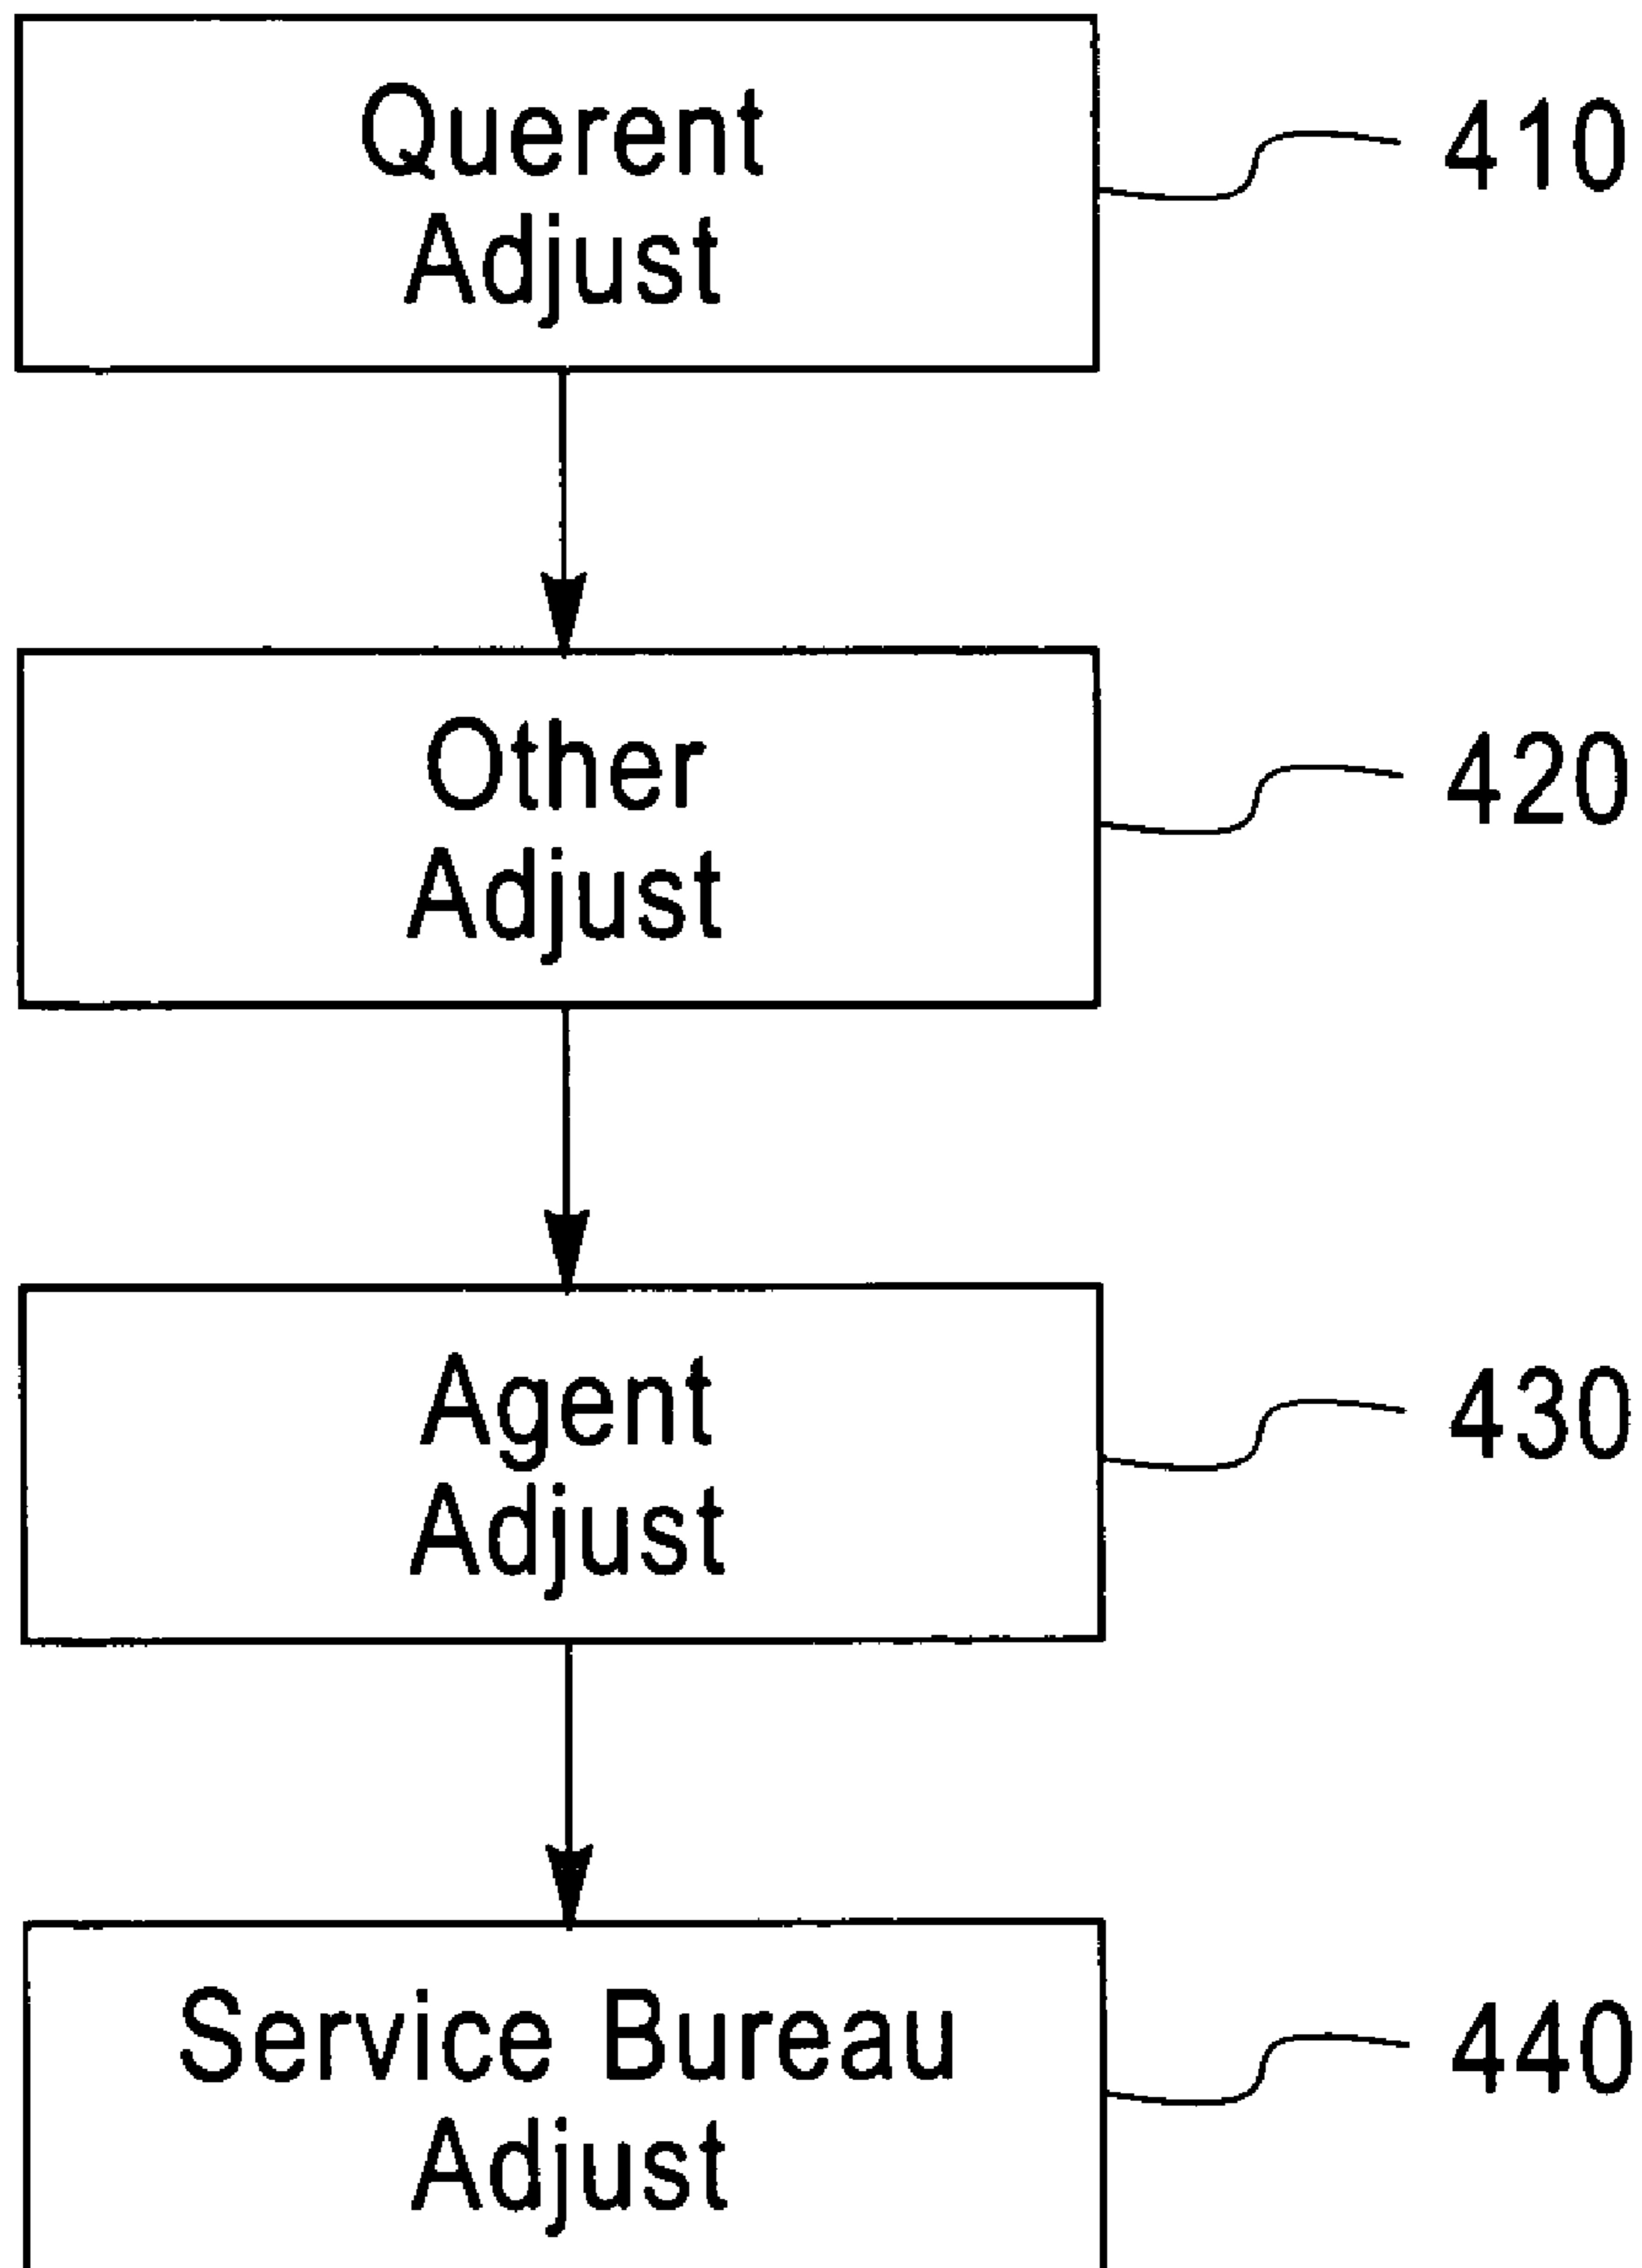 Querent
Adjust
410
Other
Adjust
420
Agent
Adjust
430
Service Bureau
Adjust
440